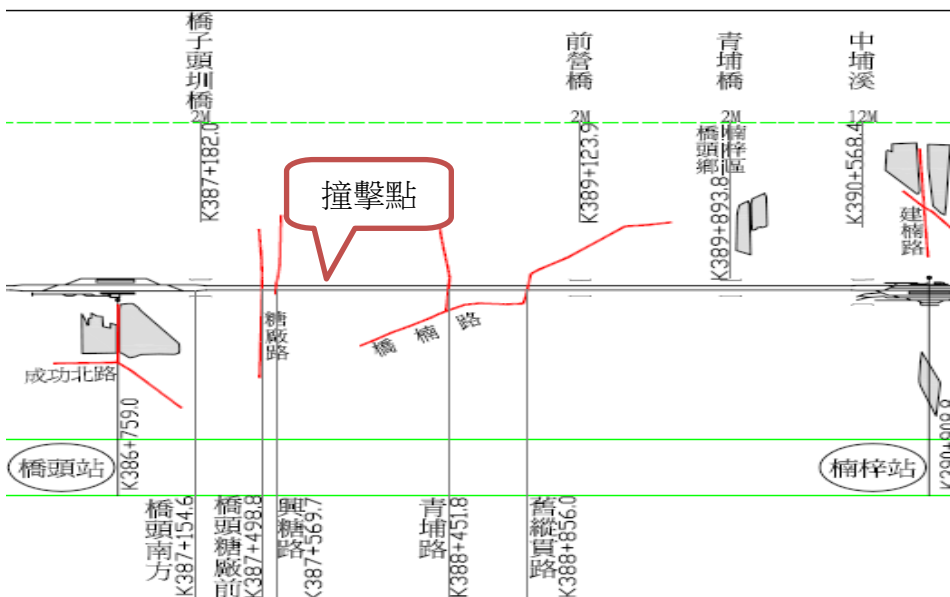 橋子頭圳橋
2M
K387+182.0
前營橋
2M
K389+123.9
青埔橋
2M
橋頭鄉
楠梓區
K389+893.8
中埔溪
12M
K390+568.4
建楠路
撞擊點
糖廠路
橋楠路
成功北路
橋頭站
K386+759.0
楠梓站
橋頭南方
K387+154.6
橋頭糖廠前
K387+498.8
興糖路
K387+569.7
青埔路
K388+451.8
舊縱貫路
K388+856.0